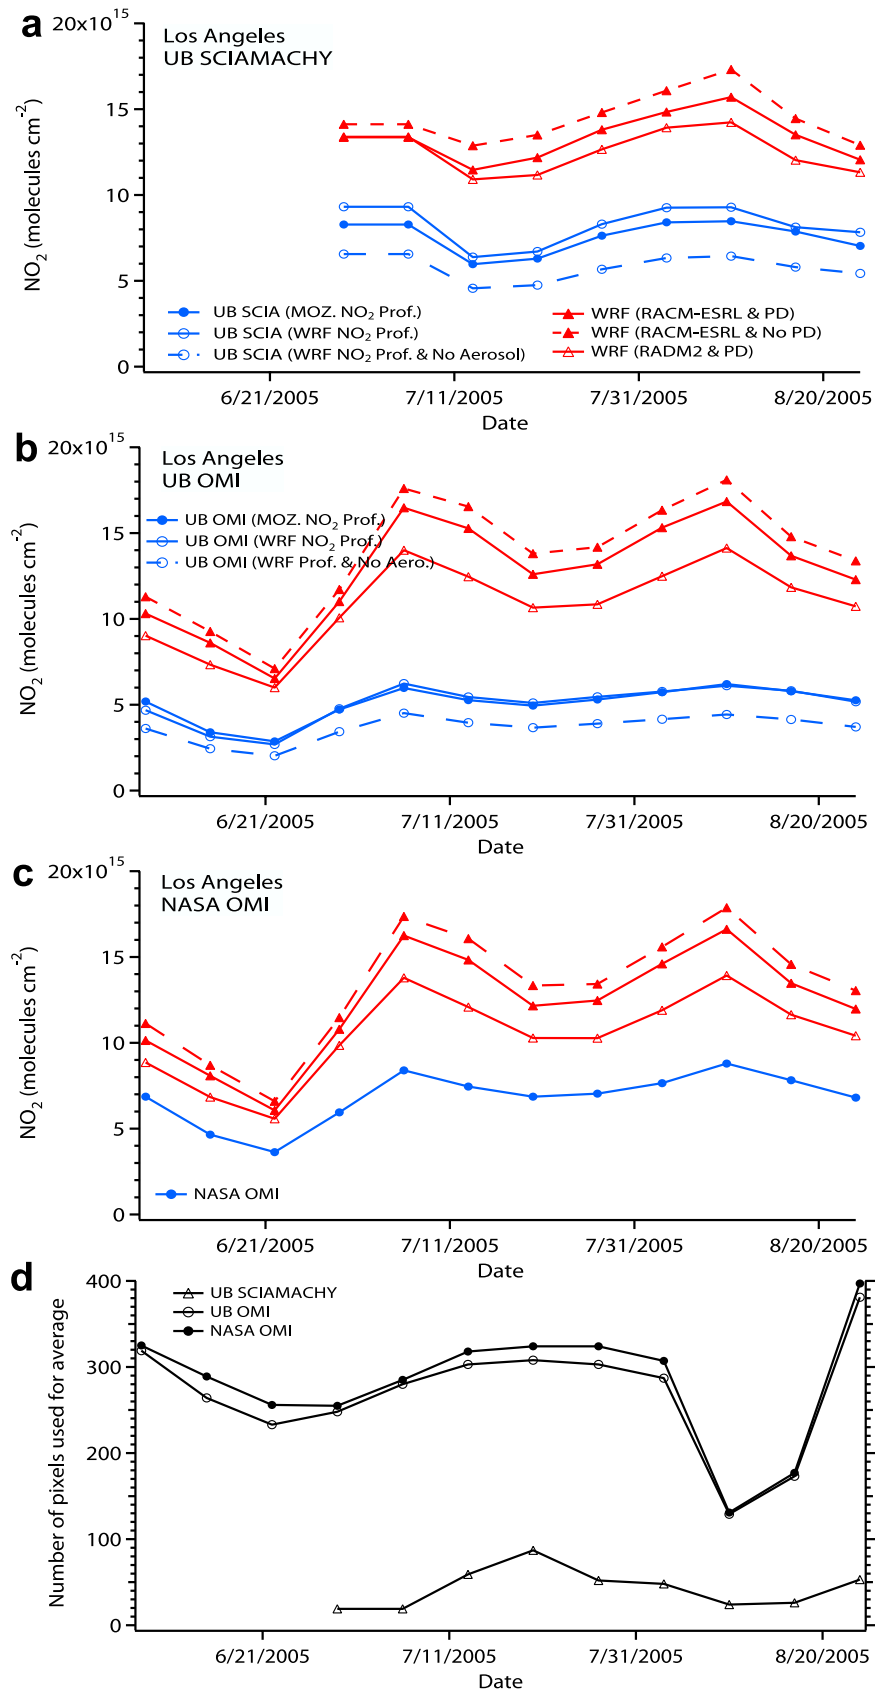 a
Los Angeles
UB SCIAMACHY
20x10^15
15
10
5
0
NO2 (molecules cm^-2)
UB SCIA (MOZ. NO2 Prof.)
UB SCIA (WRF NO2 Prof.)
UB SCIA (WRF NO2 Prof. & No Aerosol)
WRF (RACM-ESRL & PD)
WRF (RACM-ESRL & No PD)
WRF (RADM2 & PD)
6/21/2005 7/11/2005 7/31/2005 8/20/2005
Date
b
Los Angeles
UB OMI
20x10^15
15
10
5
0
NO2 (molecules cm^-2)
UB OMI (MOZ. NO2 Prof.)
UB OMI (WRF NO2 Prof.)
UB OMI (WRF Prof. & No Aero.)
6/21/2005 7/11/2005 7/31/2005 8/20/2005
Date
c
Los Angeles
NASA OMI
20x10^15
15
10
5
0
NO2 (molecules cm^-2)
NASA OMI
6/21/2005 7/11/2005 7/31/2005 8/20/2005
Date
d
400
300
200
100
0
Number of pixels used for average
UB SCIAMACHY
UB OMI
NASA OMI
6/21/2005 7/11/2005 7/31/2005 8/20/2005
Date